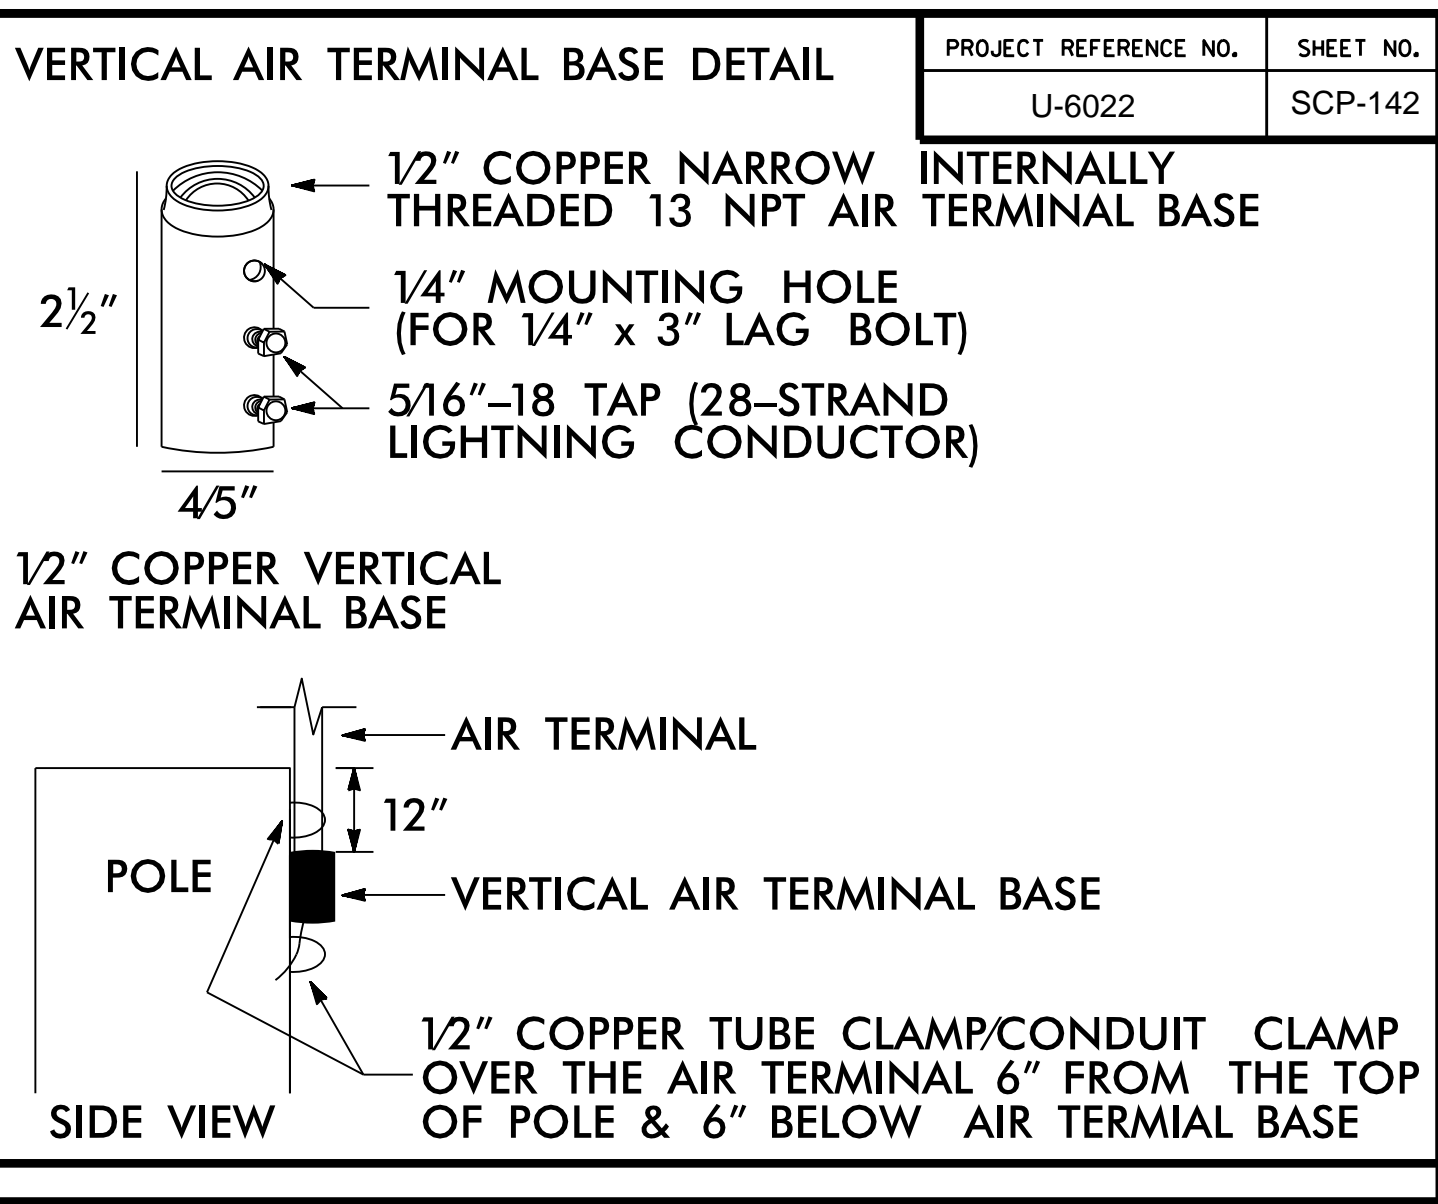 VERTICAL AIR TERMINAL BASE DETAIL
PROJECT REFERENCE NO.
SHEET NO.
U-6022
SCP-142
1/2" COPPER NARROW INTERNALLY
THREADED 13 NPT AIR TERMINAL BASE
1/4" MOUNTING HOLE
(FOR 1/4" x 3" LAG BOLT)
2½"
5/16"–18 TAP (28–STRAND
LIGHTNING CONDUCTOR)
4/5"
1/2" COPPER VERTICAL
AIR TERMINAL BASE
AIR TERMINAL
12"
POLE
VERTICAL AIR TERMINAL BASE
1/2" COPPER TUBE CLAMP/CONDUIT CLAMP
OVER THE AIR TERMINAL 6" FROM THE TOP
OF POLE & 6" BELOW AIR TERMIAL BASE
SIDE VIEW